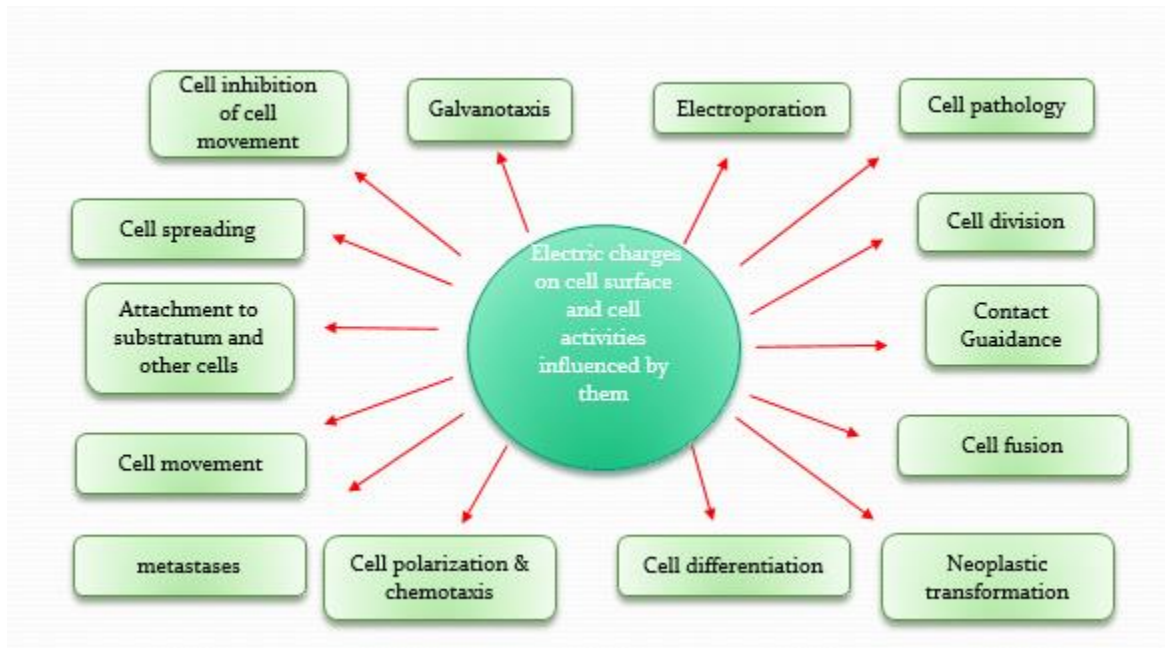 Cell inhibition
of cell
movement
Galvanotaxis
Electroporation
Cell pathology
Cell spreading
Cell division
Electric charges
on cell surface
and cell
activities
influenced by
them
Attachment to
substratum and
other cells
Contact
Guaidance
Cell movement
Cell fusion
metastases
Cell polarization &
chemotaxis
Cell differentiation
Neoplastic
transformation